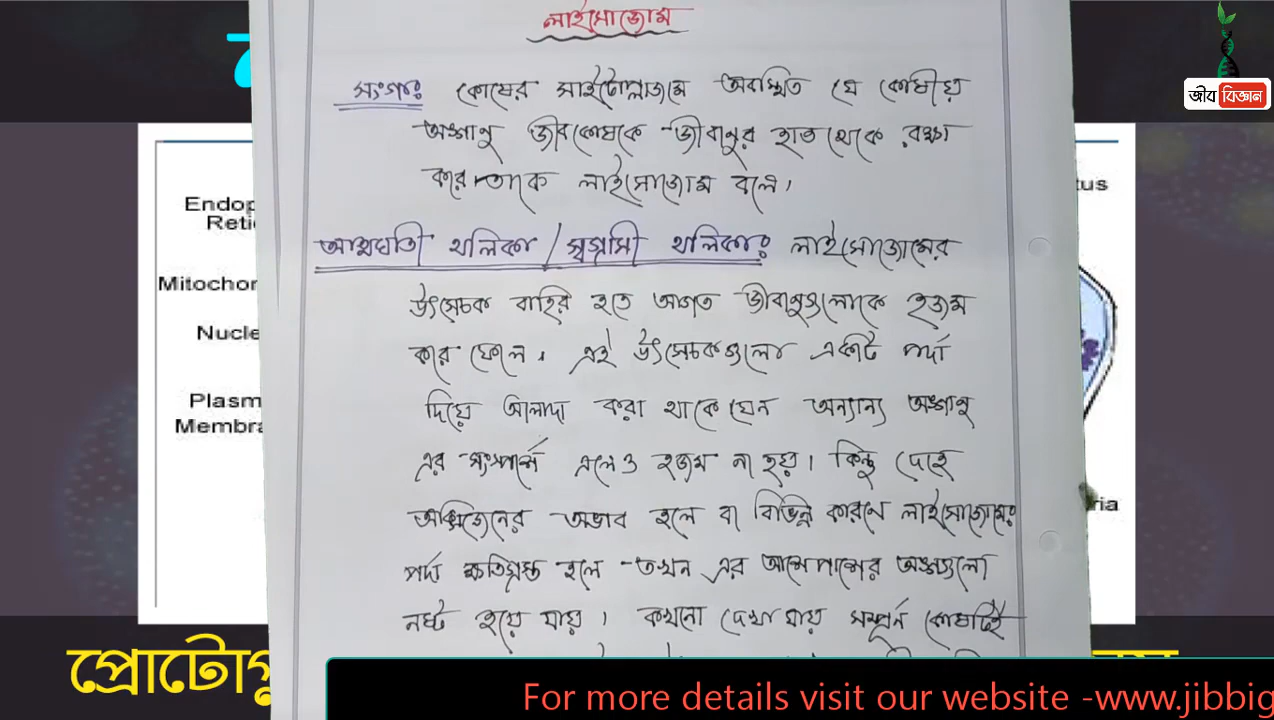 লাইসোজোম
সংজ্ঞাঃ কোষের সাইটোপ্লাজমে অবস্থিত যে কোষীয়
অঙ্গানু জীবকোষকে জীবানুর হাত থেকে রক্ষা
করে তাকে লাইসোজোম বলে।
আত্মঘাতী থলিকা / স্বগ্রাসী থলিকাঃ লাইসোজোমের
উৎসেচক বাহির হতে আগত জীবানুগুলোকে হজম
করে ফেলে। এই উৎসেচকগুলো একটি পর্দা
দিয়ে আলাদা করা থাকে যেন অন্যান্য অঙ্গানু
এর সংস্পর্শে এলেও হজম না হয়। কিন্তু দেহে
অক্সিজেনের অভাব হলে বা বিভিন্ন কারণে লাইসোজোমের
পর্দা ক্ষতিগ্রস্ত হলে তখন এর আশেপাশের অঙ্গগুলো
নষ্ট হয়ে যায়। কখনো দেখা যায় সম্পূর্ন কোষটিই
জীব বিজ্ঞান
Endop
Reti
Mitochor
Nucle
Plasm
Membra
tus
ria
প্রোটোপ্ল
For more details visit our website -www.jibbig